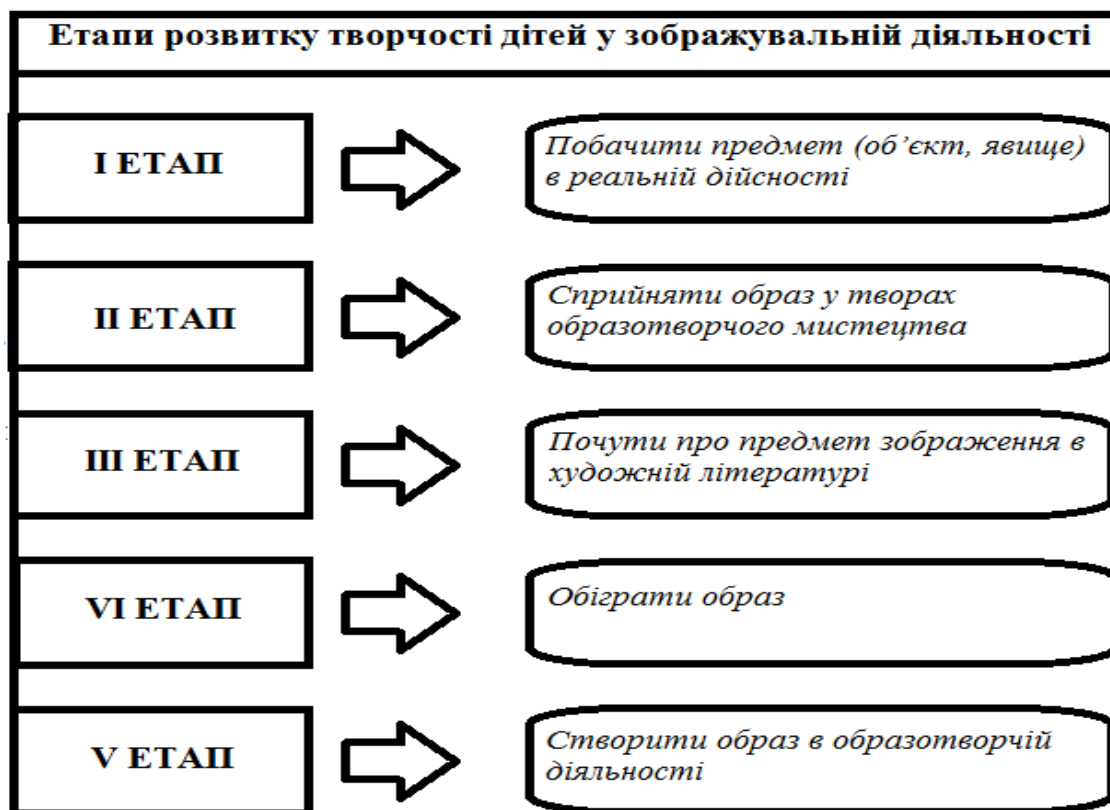 Етапи розвитку творчості дітей у зображувальній діяльності
І ЕТАП
Побачити предмет (об’єкт, явище)
в реальній дійсності
ІІ ЕТАП
Сприйняти образ у творах
образотворчого мистецтва
ІІІ ЕТАП
Почути про предмет зображення в
художній літературі
VI ЕТАП
Обіграти образ
V ЕТАП
Створити образ в образотворчій
діяльності